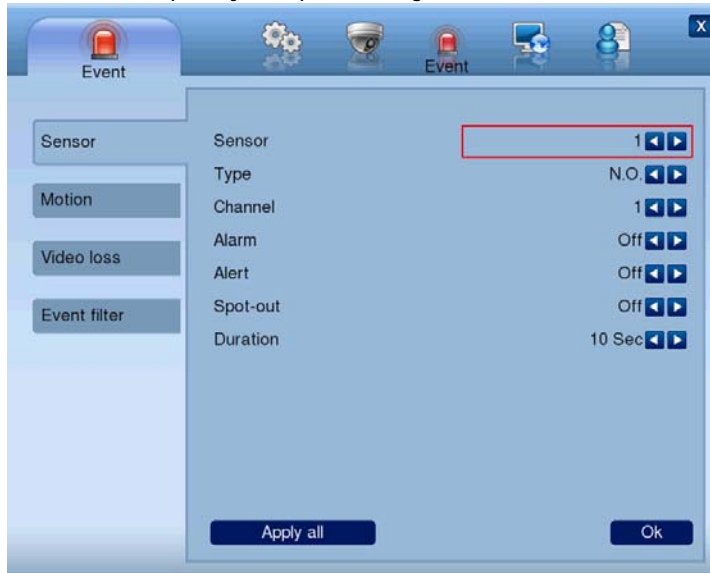 Event
Event
X
Sensor
Motion
Video loss
Event filter
Sensor 1
Type N.O.
Channel 1
Alarm Off
Alert Off
Spot-out Off
Duration 10 Sec
Apply all
Ok